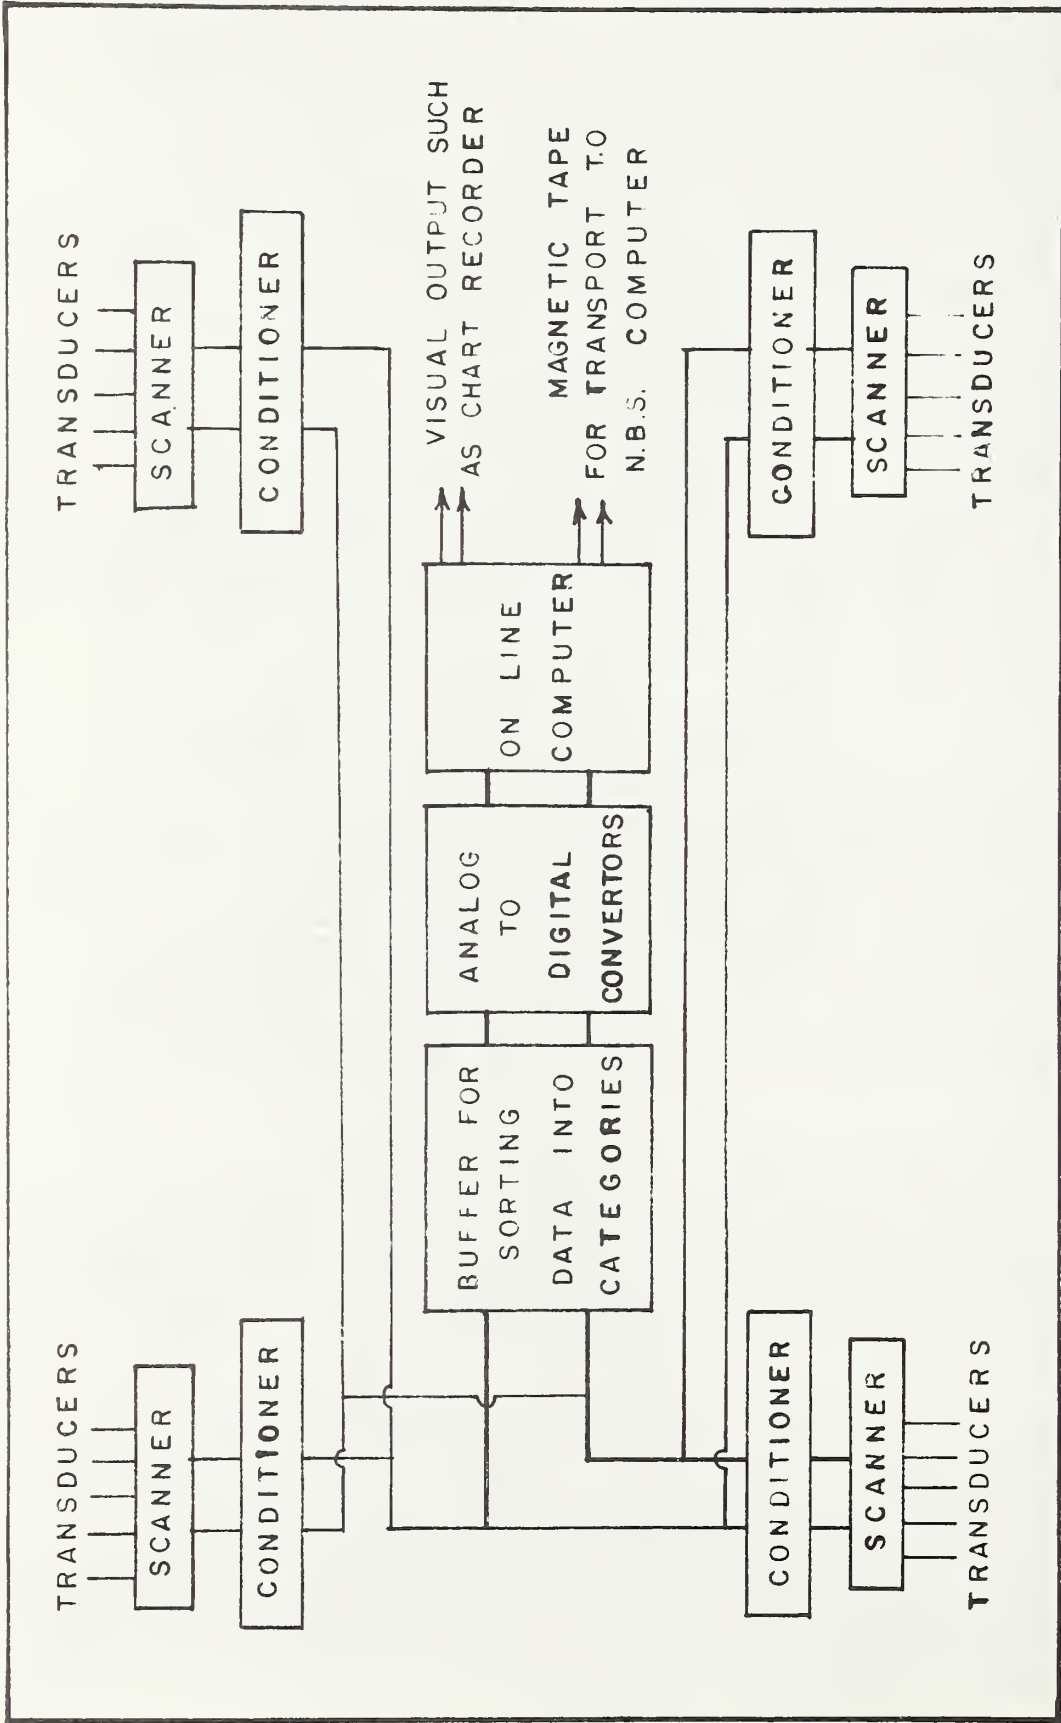 TRANSDUCERS
SCANNER
CONDITIONER
TRANSDUCERS
SCANNER
CONDITIONER
BUFFER FOR
SORTING
DATA INTO
CATEGORIES
ANALOG
TO
DIGITAL
CONVERTORS
ON LINE
COMPUTER
VISUAL OUTPUT SUCH
AS CHART RECORDER
MAGNETIC TAPE
FOR TRANSPORT TO
N.B.S. COMPUTER
CONDITIONER
SCANNER
TRANSDUCERS
CONDITIONER
SCANNER
TRANSDUCERS